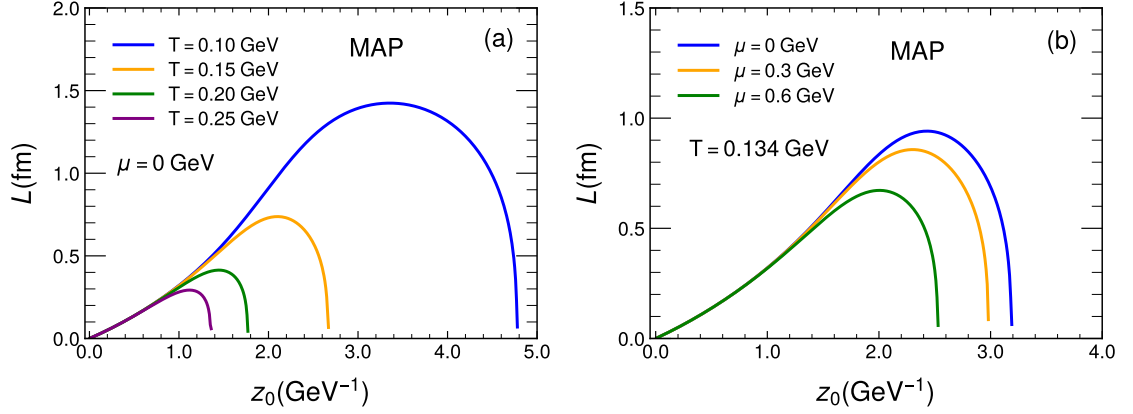 (a)
MAP
T = 0.10 GeV
T = 0.15 GeV
T = 0.20 GeV
T = 0.25 GeV
μ = 0 GeV
L(fm)
2.0
1.5
1.0
0.5
0.0
0.0 1.0 2.0 3.0 4.0 5.0
z₀(GeV⁻¹)
(b)
MAP
μ = 0 GeV
μ = 0.3 GeV
μ = 0.6 GeV
T = 0.134 GeV
L(fm)
1.5
1.0
0.5
0.0
0.0 1.0 2.0 3.0 4.0
z₀(GeV⁻¹)